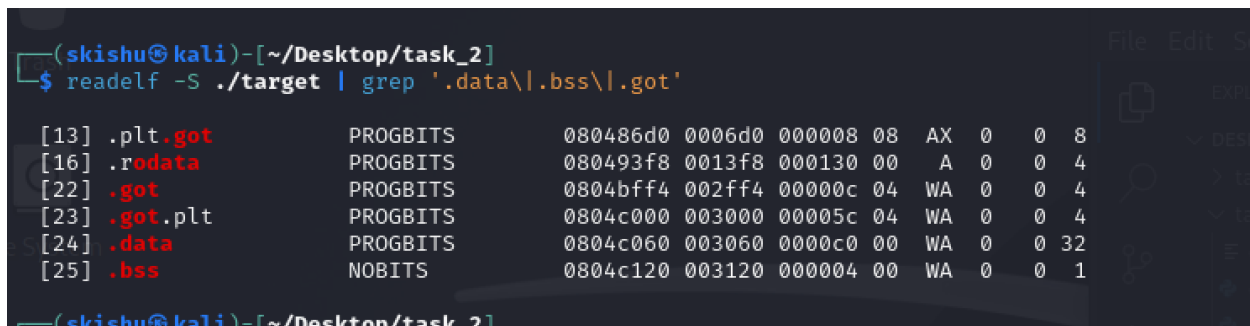 File Edit S
┌──(skishu㉿kali)-[~/Desktop/task_2]
└─$ readelf -S ./target | grep '.data\|.bss\|.got'
[13] .plt.got PROGBITS 080486d0 0006d0 000008 08 AX 0 0 8
[16] .rodata PROGBITS 080493f8 0013f8 000130 00 A 0 0 4
[22] .got PROGBITS 0804bff4 002ff4 00000c 04 WA 0 0 4
[23] .got.plt PROGBITS 0804c000 003000 00005c 04 WA 0 0 4
[24] .data PROGBITS 0804c060 003060 0000c0 00 WA 0 0 32
[25] .bss NOBITS 0804c120 003120 000004 00 WA 0 0 1
┌──(skishu㉿kali)-[~/Desktop/task_2]